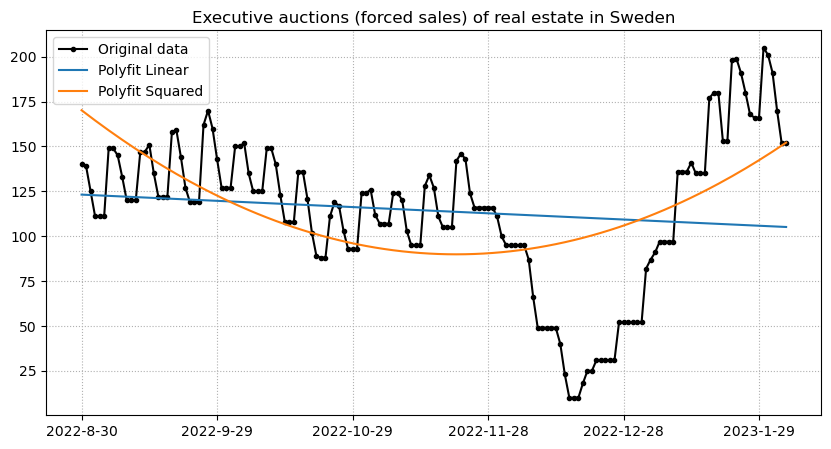 Executive auctions (forced sales) of real estate in Sweden
Original data
Polyfit Linear
Polyfit Squared
200
175
150
125
100
75
50
25
2022-8-30 2022-9-29 2022-10-29 2022-11-28 2022-12-28 2023-1-29